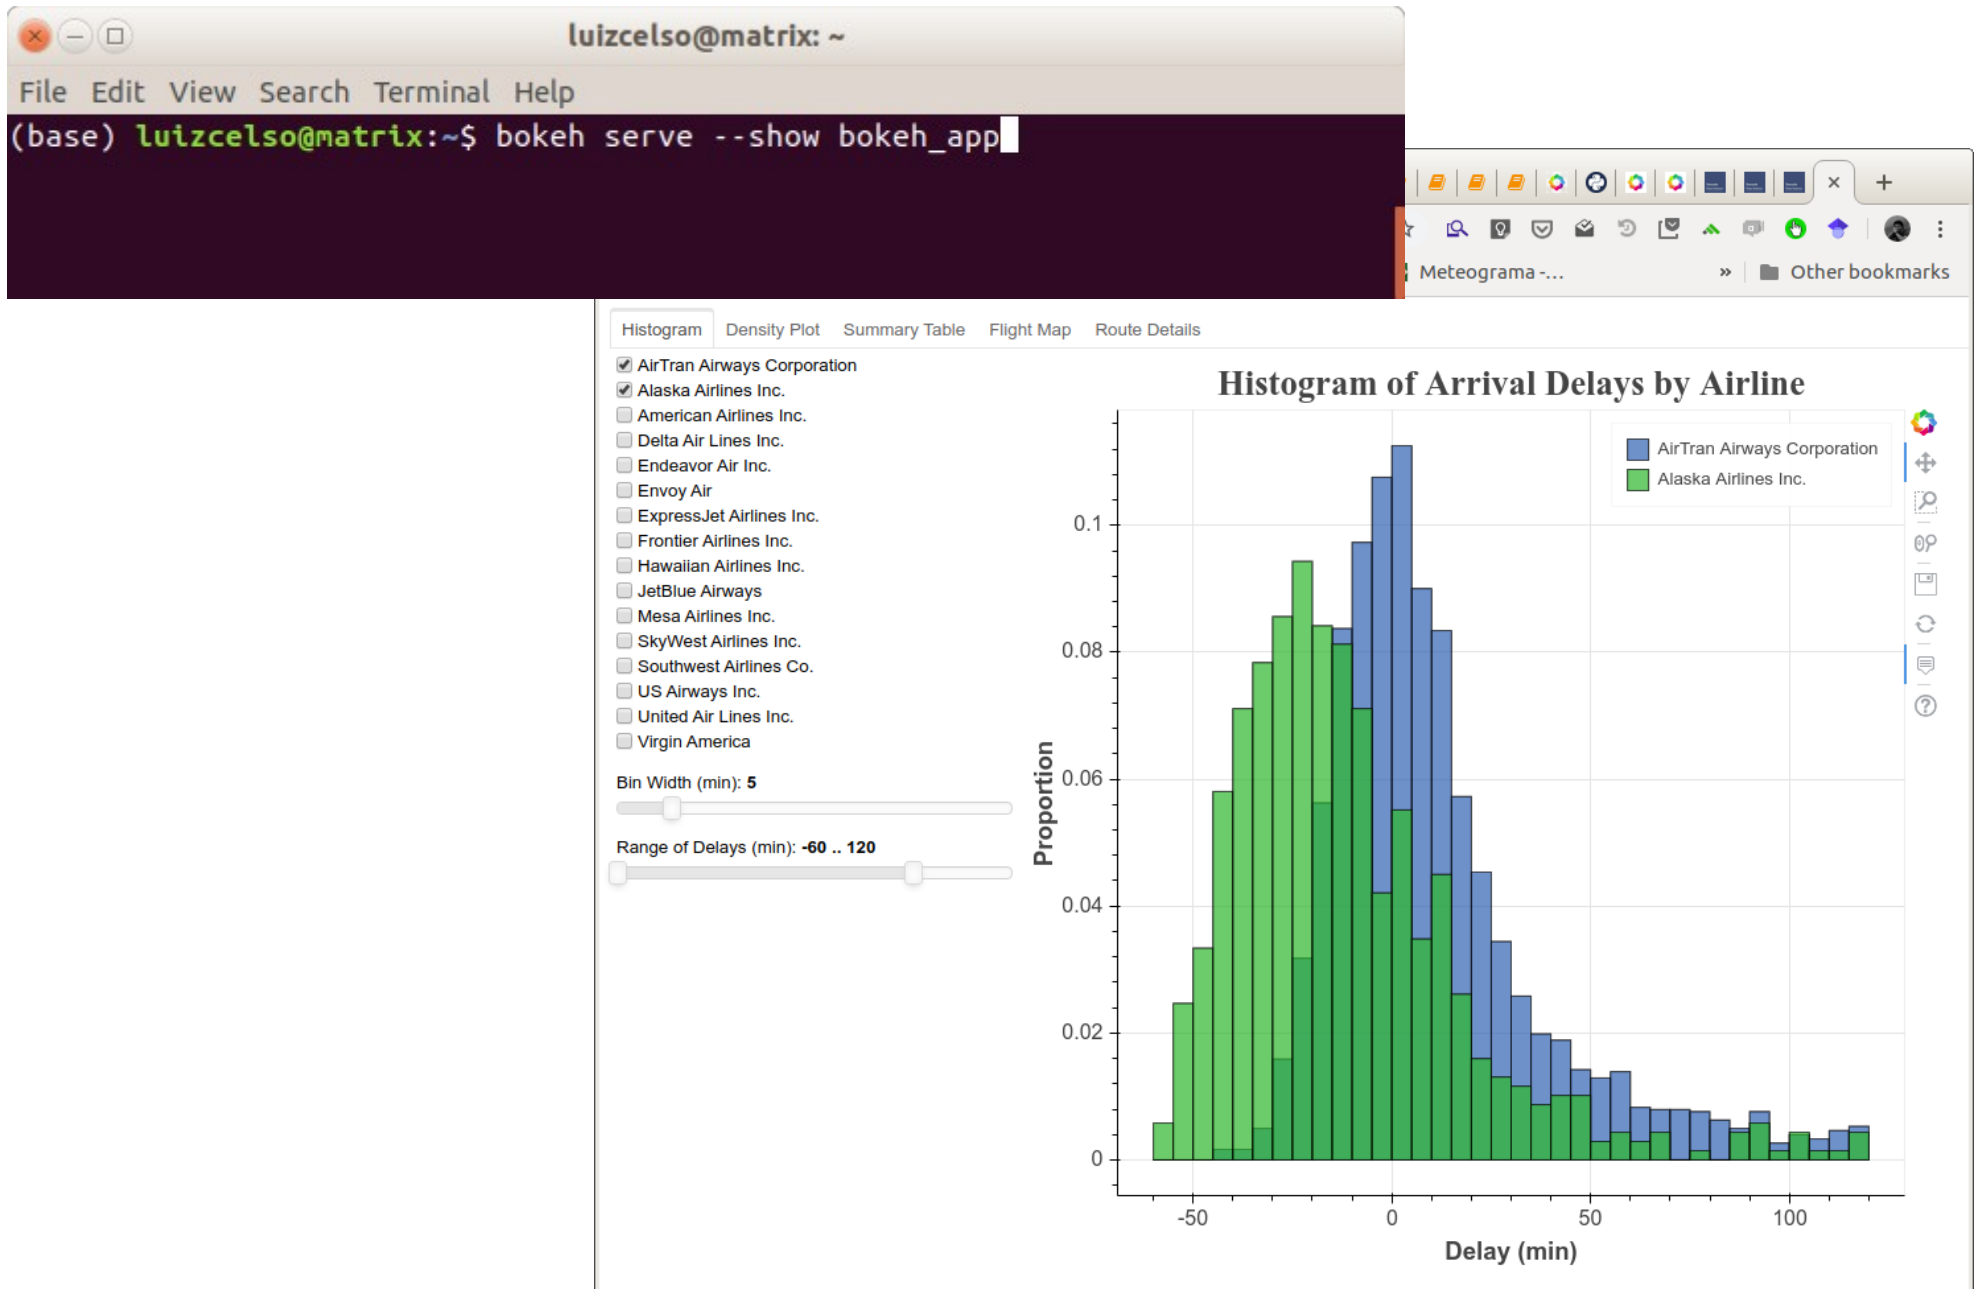 luizcelso@matrix: ~
File Edit View Search Terminal Help
(base) luizcelso@matrix:~$ bokeh serve --show bokeh_app
Meteograma -...
» Other bookmarks
Histogram Density Plot Summary Table Flight Map Route Details
AirTran Airways Corporation
Alaska Airlines Inc.
American Airlines Inc.
Delta Air Lines Inc.
Endeavor Air Inc.
Envoy Air
ExpressJet Airlines Inc.
Frontier Airlines Inc.
Hawaiian Airlines Inc.
JetBlue Airways
Mesa Airlines Inc.
SkyWest Airlines Inc.
Southwest Airlines Co.
US Airways Inc.
United Air Lines Inc.
Virgin America
Bin Width (min): 5
Range of Delays (min): -60 .. 120
Histogram of Arrival Delays by Airline
AirTran Airways Corporation
Alaska Airlines Inc.
Proportion
0.1
0.08
0.06
0.04
0.02
0
-50 0 50 100
Delay (min)